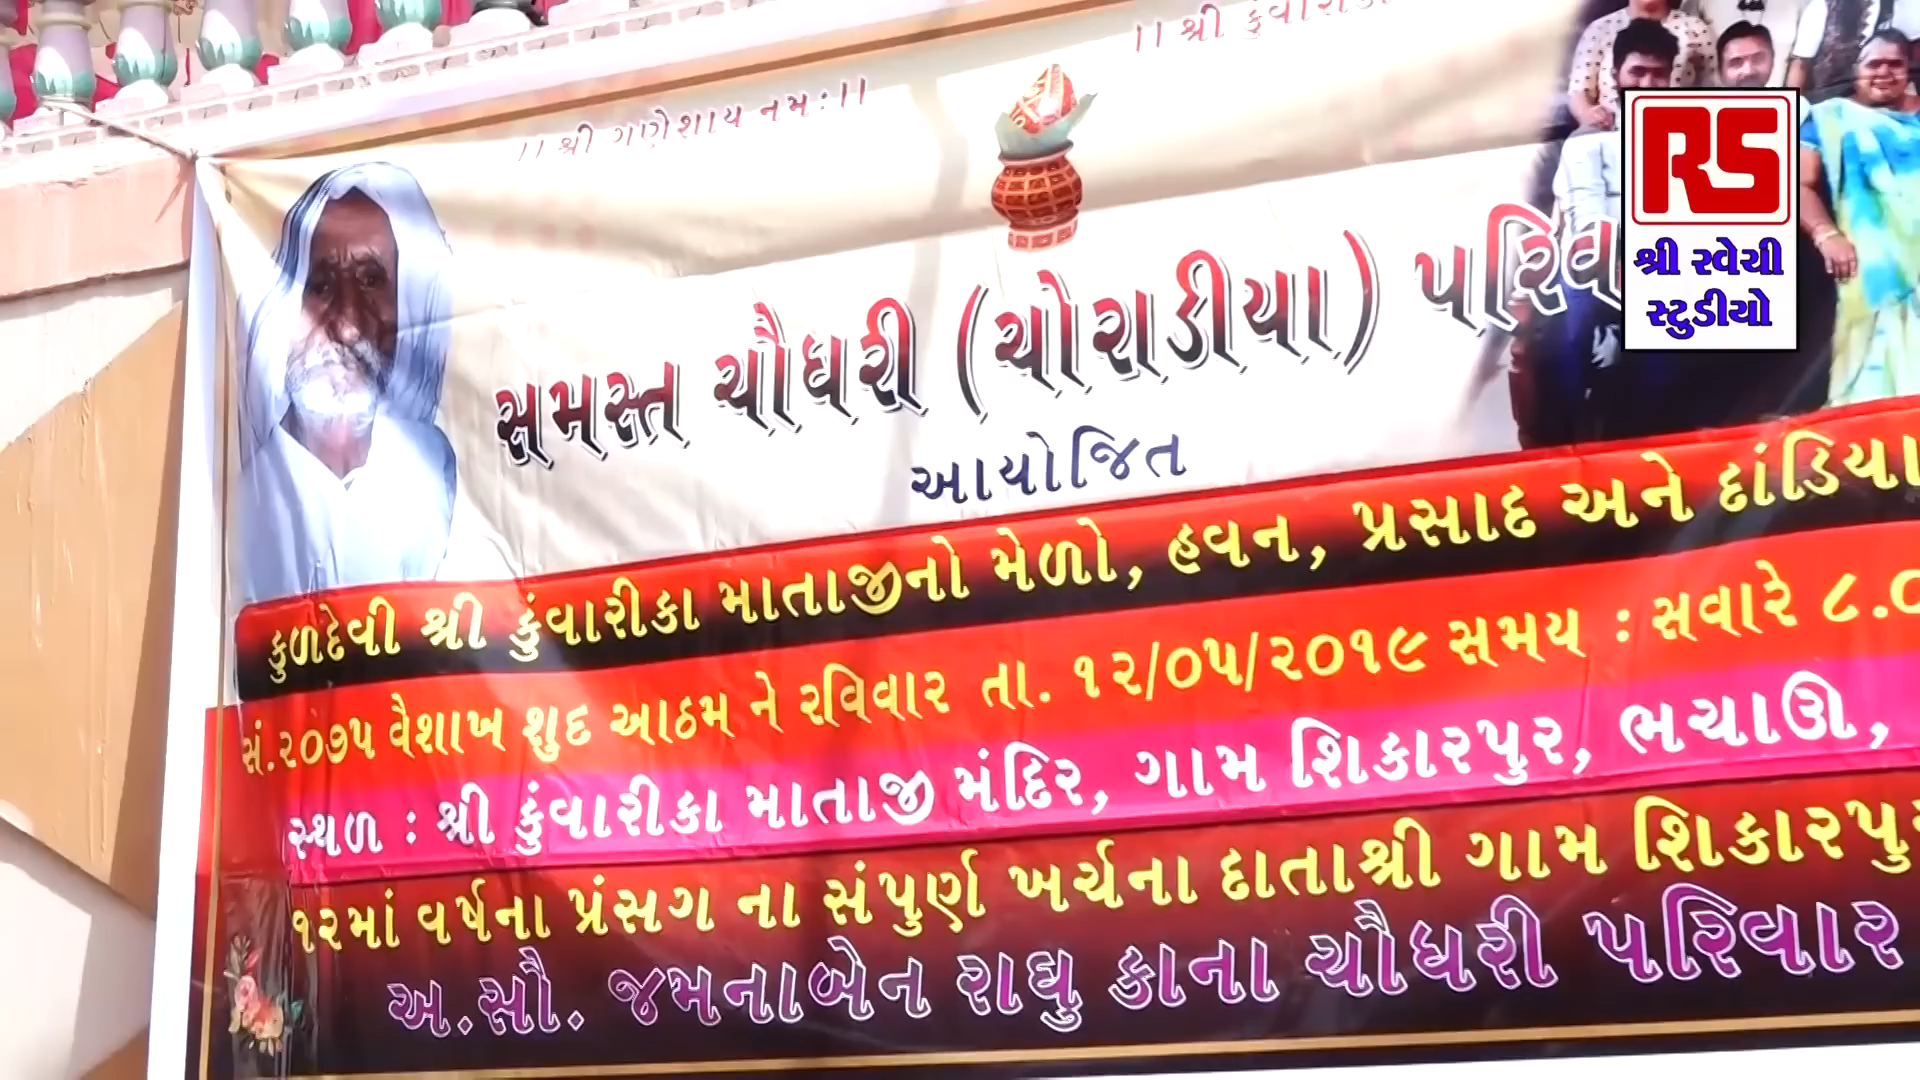 ।। શ્રી ગણેશાય નમઃ।।
।। શ્રી કુંવારીકા
સમસ્ત ચૌધરી (ચોરાડીયા) પરિવ
આયોજિત
કુળદેવી શ્રી કુંવારીકા માતાજીનો મેળો, હવન, પ્રસાદ અને દાંડિયા
સં.૨૦૭૫ વૈશાખ શુદ આઠમ ને રવિવાર તા. ૧૨/૦૫/૨૦૧૯ સમય : સવારે ૮.૦
સ્થળ : શ્રી કુંવારીકા માતાજી મંદિર, ગામ શિકારપુર, ભચાઊ,
૧૨માં વર્ષના પ્રંસગ ના સંપુર્ણ ખર્ચના દાતાશ્રી ગામ શિકારપુર
અ.સૌ. જમનાબેન રાઘુ કાના ચૌધરી પરિવાર
RS
શ્રી રવેચી
સ્ટુડીયો